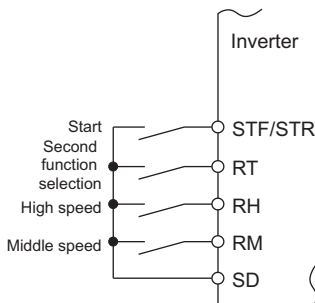 Inverter
Start
STF/STR
Second
function
selection
RT
High speed
RH
Middle speed
RM
SD